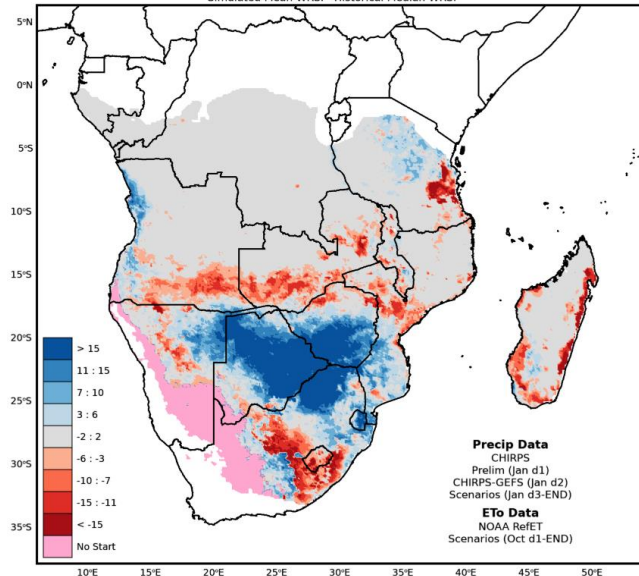 5°N
0°N
5°S
10°S
15°S
20°S
25°S
30°S
35°S
> 15
11 : 15
7 : 10
3 : 6
-2 : 2
-6 : -3
-10 : -7
-15 : -11
< -15
No Start
Precip Data
CHIRPS
Prelim (Jan d1)
CHIRPS-GEFS (Jan d2)
Scenarios (Jan d3-END)
ETo Data
NOAA RefET
Scenarios (Oct d1-END)
10°E 15°E 20°E 25°E 30°E 35°E 40°E 45°E 50°E